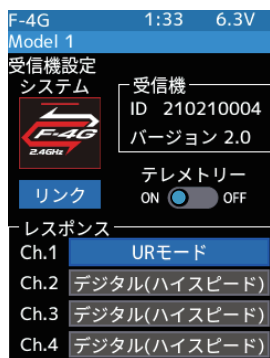 F-4G 1:33 6.3V
Model 1
受信機設定
システム
F-4G
2.4GHz
リンク
受信機
ID 210210004
バージョン 2.0
テレメトリー
ON OFF
レスポンス
Ch.1 URモード
Ch.2 デジタル(ハイスピード)
Ch.3 デジタル(ハイスピード)
Ch.4 デジタル(ハイスピード)